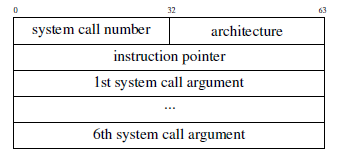 0 32 63
system call number architecture
instruction pointer
1st system call argument
...
6th system call argument